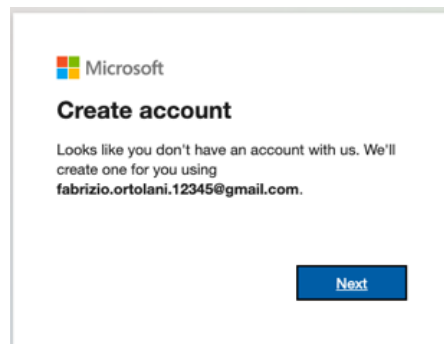 Microsoft
Create account
Looks like you don't have an account with us. We'll
create one for you using
fabrizio.ortolani.12345@gmail.com.
Next